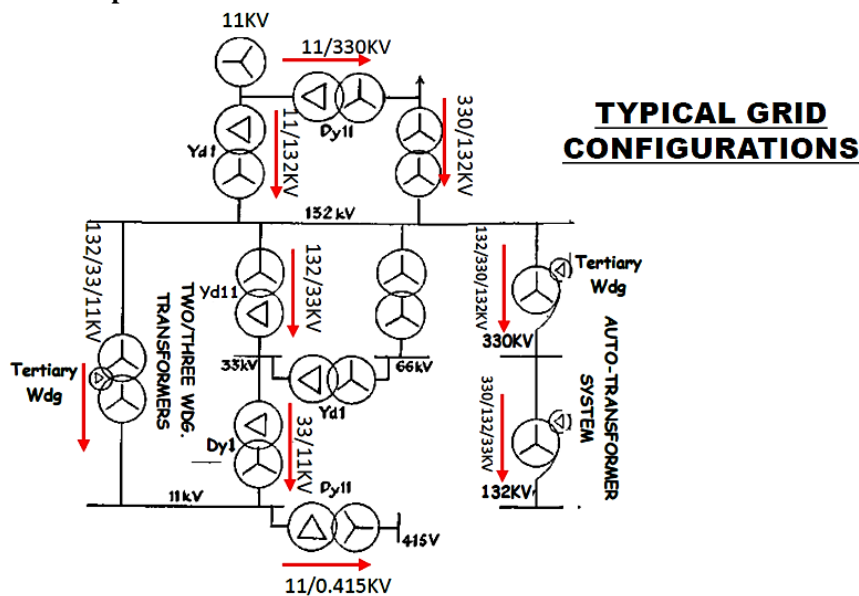 11KV
11/330KV
Dy11
11/132KV
Yd1
330/132KV
TYPICAL GRID
CONFIGURATIONS
132kV
132/33/11KV
Tertiary
Wdg
TWO/THREE WDG.
TRANSFORMERS
Yd11
132/33KV
33kV
66kV
Yd1
Dy1
33/11KV
11kV
Dy11
415V
11/0.415KV
132/330/132KV
Tertiary
Wdg
330KV
AUTO-TRANSFORMER
SYSTEM
330/132/33KV
132KV